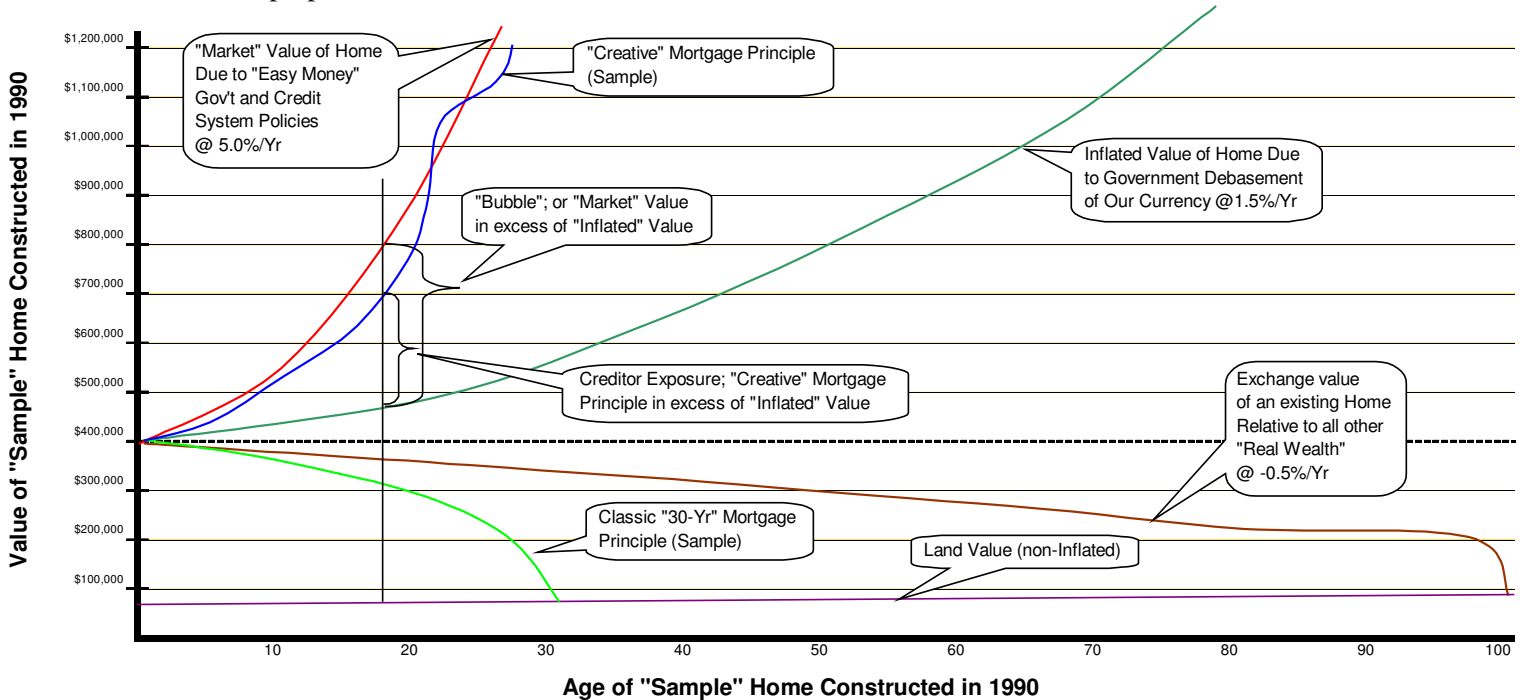 "Market" Value of Home
Due to "Easy Money"
Gov't and Credit
System Policies
@ 5.0%/Yr
"Creative" Mortgage Principle
(Sample)
Inflated Value of Home Due
to Government Debasement
of Our Currency @1.5%/Yr
"Bubble"; or "Market" Value
in excess of "Inflated" Value
Creditor Exposure; "Creative" Mortgage
Principle in excess of "Inflated" Value
Exchange value
of an existing Home
Relative to all other
"Real Wealth"
@ -0.5%/Yr
Classic "30-Yr" Mortgage
Principle (Sample)
Land Value (non-Inflated)
Value of "Sample" Home Constructed in 1990
$1,200,000
$1,100,000
$1,000,000
$900,000
$800,000
$700,000
$600,000
$500,000
$400,000
$300,000
$200,000
$100,000
10 20 30 40 50 60 70 80 90 100
Age of "Sample" Home Constructed in 1990